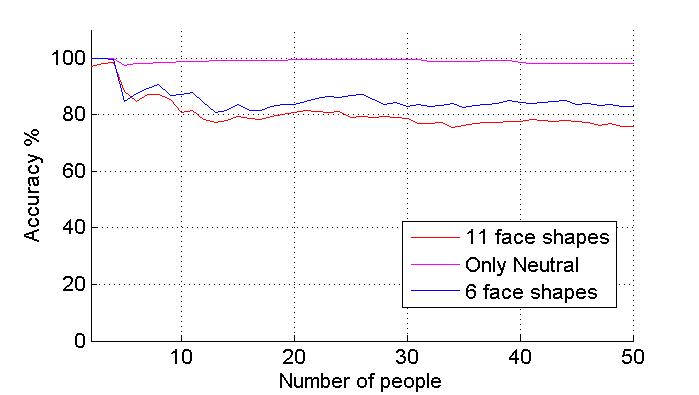 100
80
60
40
20
0
Accuracy %
11 face shapes
Only Neutral
6 face shapes
10 20 30 40 50
Number of people